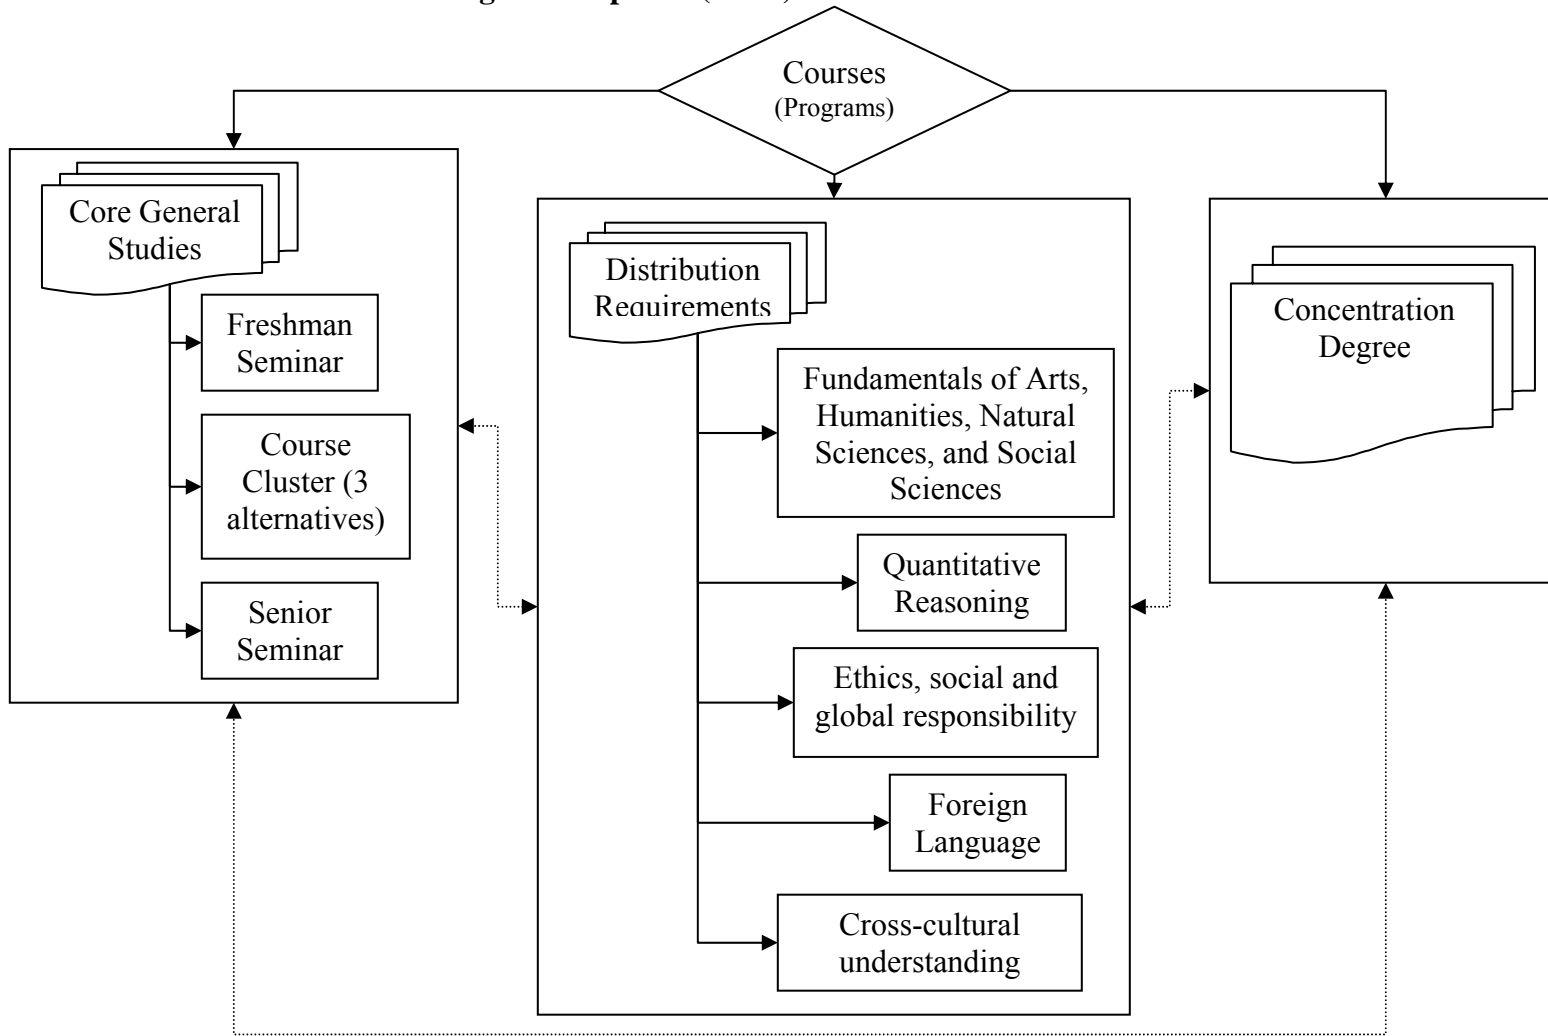 Courses
(Programs)
Core General
Studies
Freshman
Seminar
Course
Cluster (3
alternatives)
Senior
Seminar
Distribution
Requirements
Fundamentals of Arts,
Humanities, Natural
Sciences, and Social
Sciences
Quantitative
Reasoning
Ethics, social and
global responsibility
Foreign
Language
Cross-cultural
understanding
Concentration
Degree